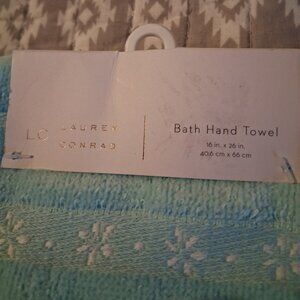 LC LAUREN
CONRAD
Bath Hand Towel
16 in. x 26 in.
40.6 cm x 66 cm